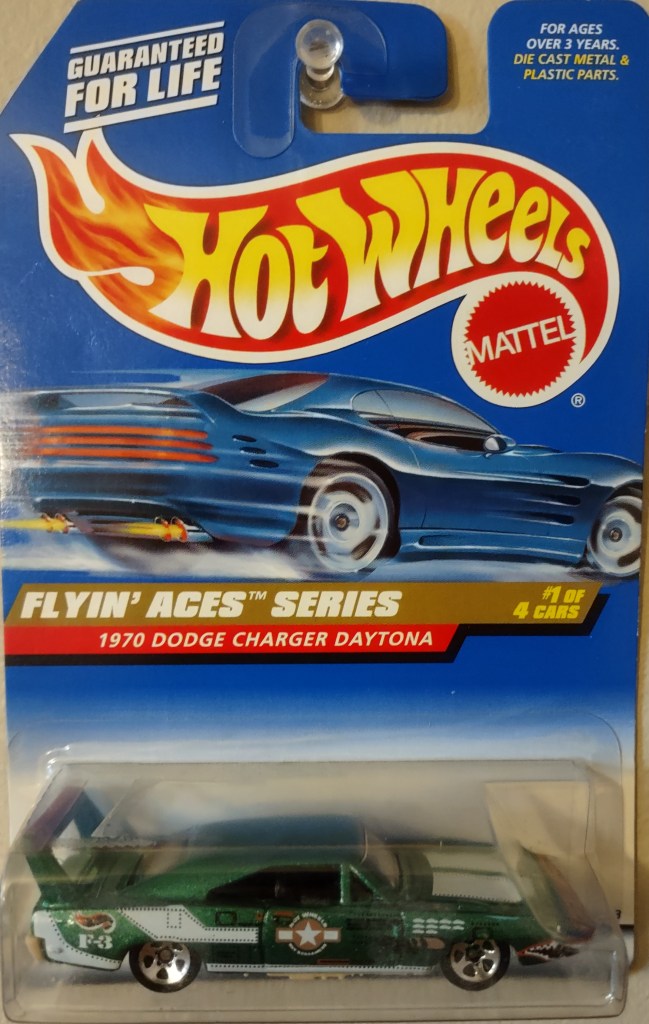 GUARANTEED
FOR LIFE
FOR AGES
OVER 3 YEARS.
DIE CAST METAL &
PLASTIC PARTS.
HOT WHEELS
MATTEL
®
FLYIN' ACES™ SERIES
#1 OF
4 CARS
1970 DODGE CHARGER DAYTONA
F-3